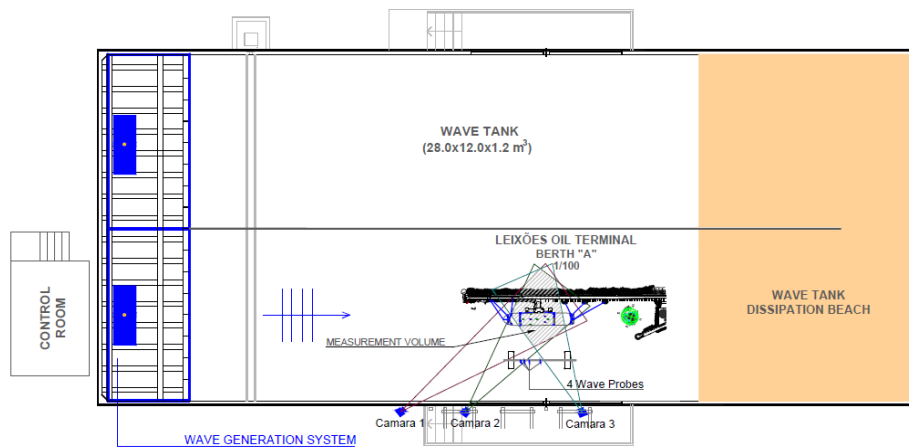 WAVE TANK
(28.0x12.0x1.2 m³)
LEIXÕES OIL TERMINAL
BERTH "A"
1/100
CONTROL
ROOM
WAVE TANK
DISSIPATION BEACH
MEASUREMENT VOLUME
4 Wave Probes
Camara 1
Camara 2
Camara 3
WAVE GENERATION SYSTEM